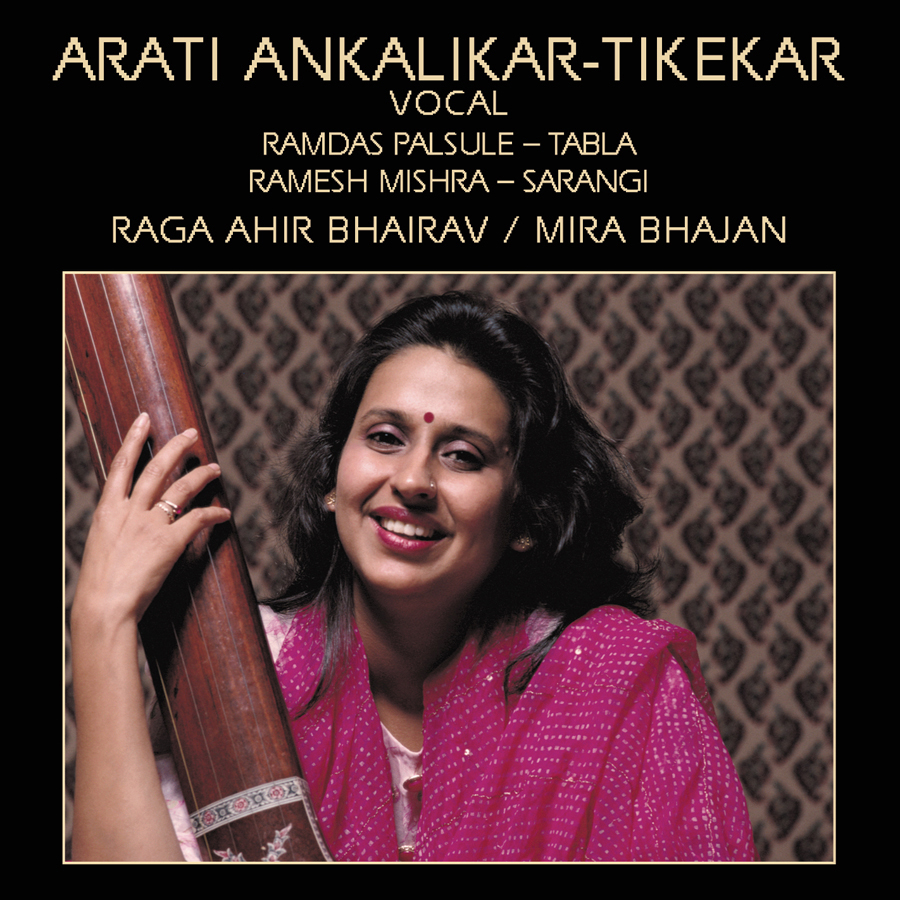 ARATI ANKALIKAR-TIKEKAR
VOCAL
RAMDAS PALSULE – TABLA
RAMESH MISHRA – SARANGI
RAGA AHIR BHAIRAV / MIRA BHAJAN